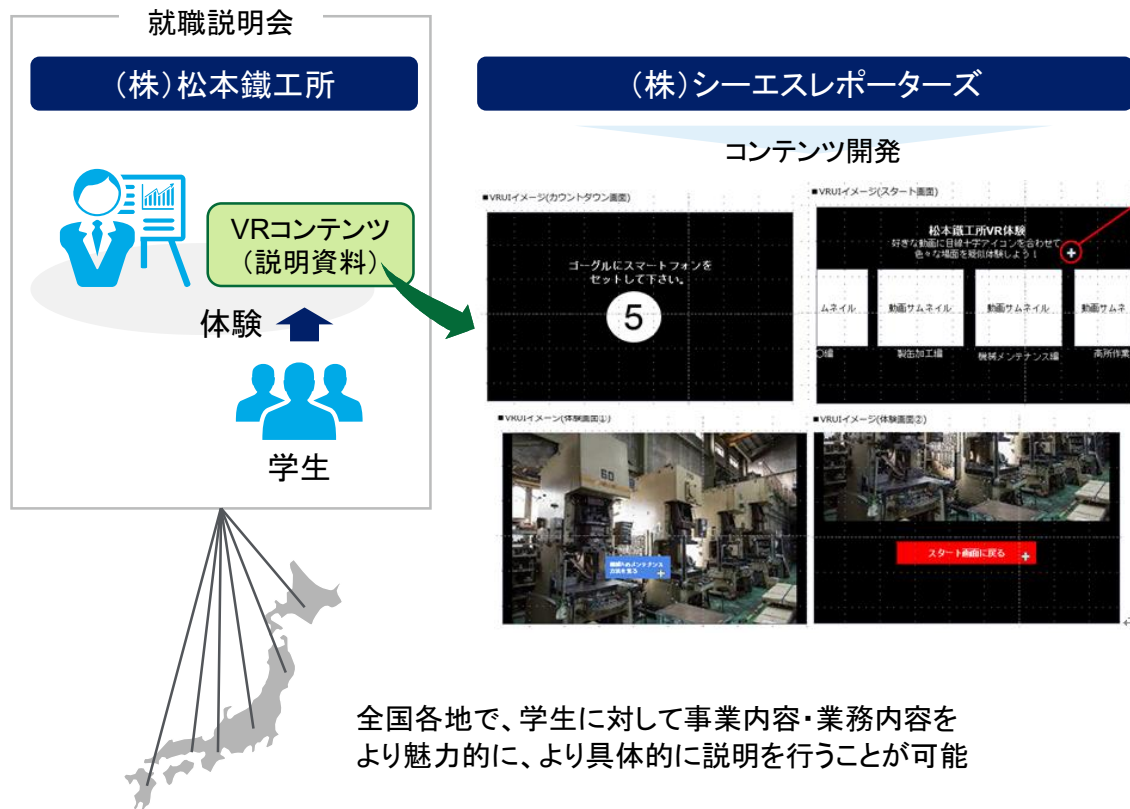 就職説明会
(株)松本鐵工所
VRコンテンツ
(説明資料)
体験
学生
(株)シーエスレポーターズ
コンテンツ開発
■VRUIイメージ(カウントダウン画面)
ゴーグルにスマートフォンを
セットして下さい。
5
■VRUIイメージ(スタート画面)
松本鐵工所VR体験
好きな動画に目線十字アイコンを合わせて
色々な場面を疑似体験しよう!
ムネイル
動画サムネイル
動画サムネイル
動画サムネ
〇編
製缶加工編
機械メンテナンス編
高所作業
■VRUIイメージ(体験画面①)
60
■VRUIイメージ(体験画面②)
スタート画面に戻る
全国各地で、学生に対して事業内容・業務内容を
より魅力的に、より具体的に説明を行うことが可能